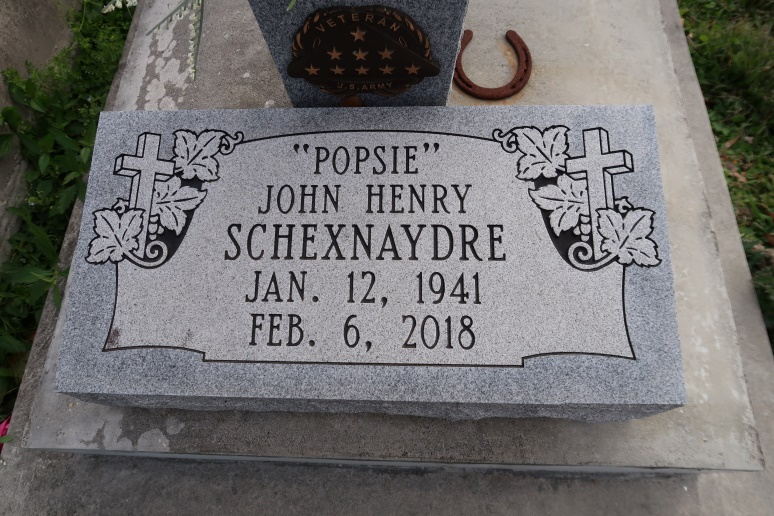 VETERAN
U.S. ARMY
"POPSIE"
JOHN HENRY
SCHEXNAYDRE
JAN. 12, 1941
FEB. 6, 2018